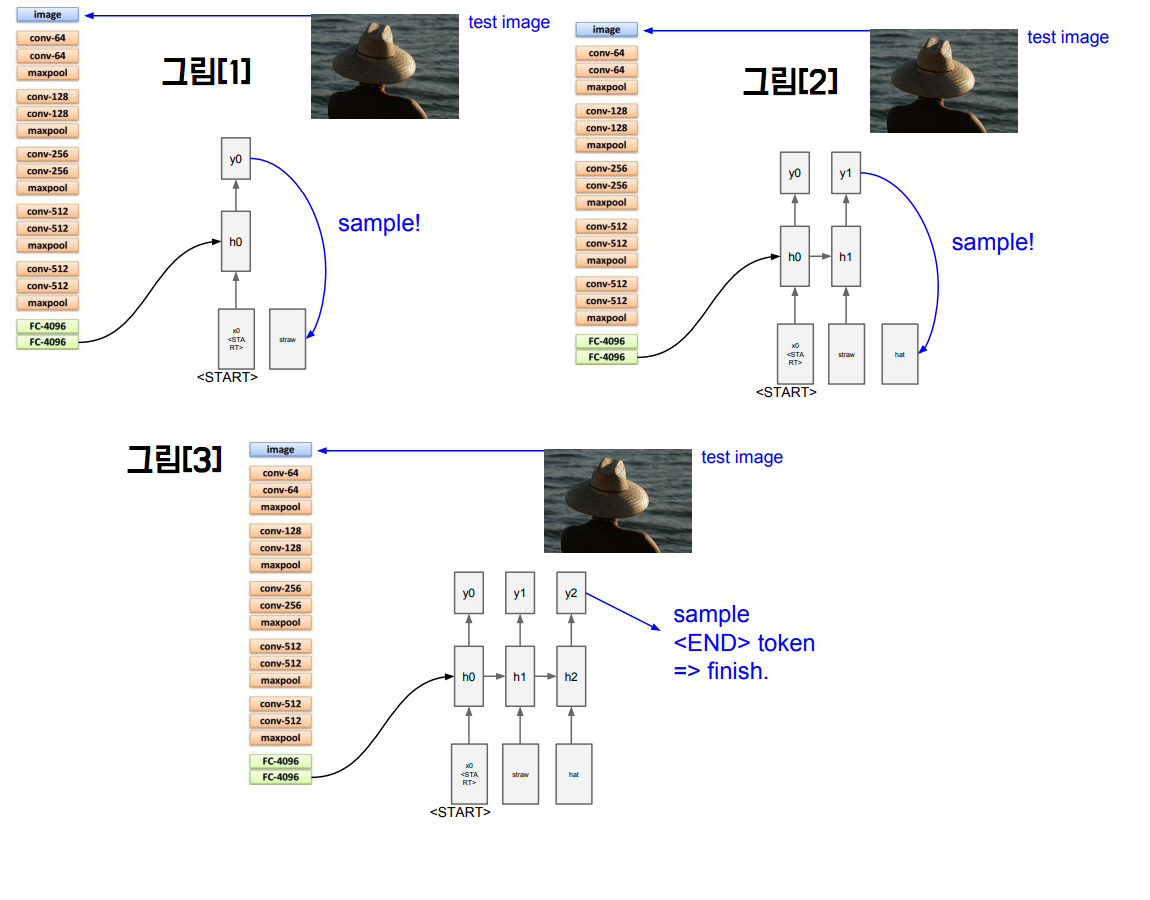 image
conv-64
conv-64
maxpool
conv-128
conv-128
maxpool
conv-256
conv-256
maxpool
conv-512
conv-512
maxpool
conv-512
conv-512
maxpool
FC-4096
FC-4096
test image
그림[1]
y0
sample!
h0
x0
<STA
RT>
straw
<START>
image
conv-64
conv-64
maxpool
conv-128
conv-128
maxpool
conv-256
conv-256
maxpool
conv-512
conv-512
maxpool
conv-512
conv-512
maxpool
FC-4096
FC-4096
test image
그림[2]
y0
y1
sample!
h0
h1
x0
<STA
RT>
straw
hat
<START>
그림[3]
image
conv-64
conv-64
maxpool
conv-128
conv-128
maxpool
conv-256
conv-256
maxpool
conv-512
conv-512
maxpool
conv-512
conv-512
maxpool
FC-4096
FC-4096
test image
y0
y1
y2
sample
<END> token
=> finish.
h0
h1
h2
x0
<STA
RT>
straw
hat
<START>